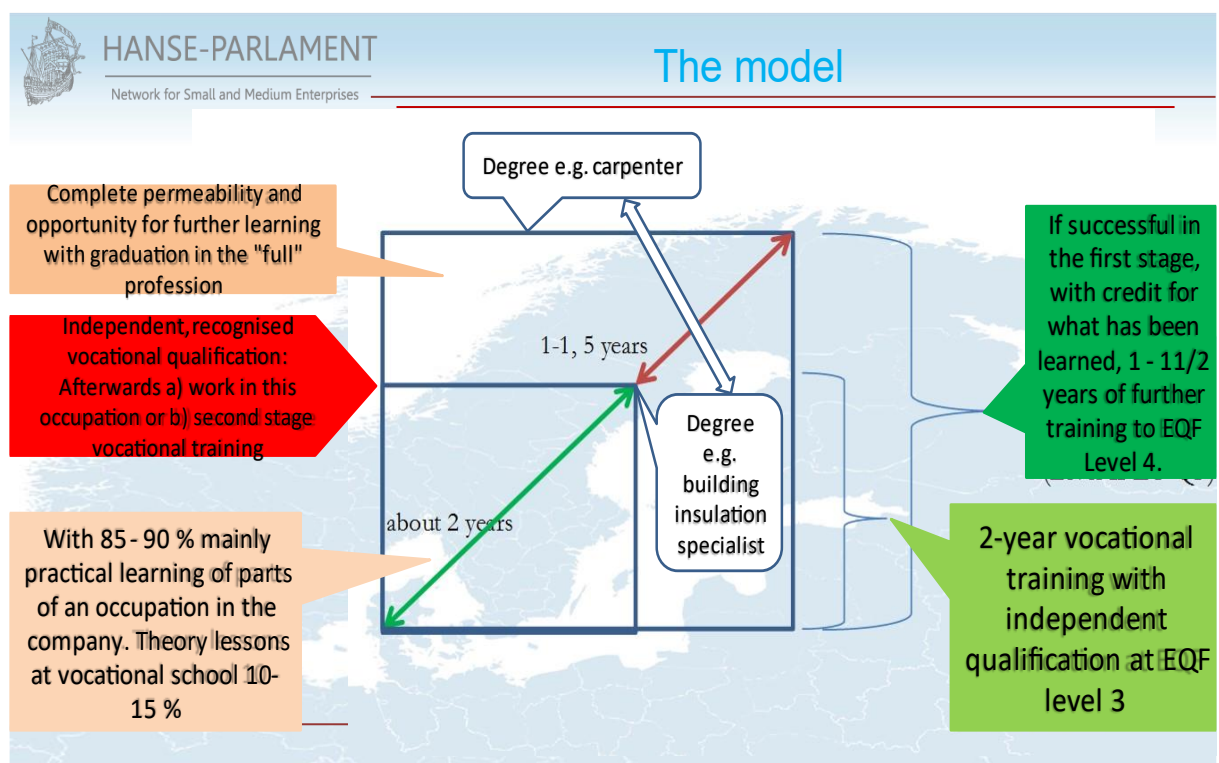 HANSE-PARLAMENT
Network for Small and Medium Enterprises
The model
Degree e.g. carpenter
Complete permeability and
opportunity for further learning
with graduation in the "full"
profession
Independent, recognised
vocational qualification:
Afterwards a) work in this
occupation or b) second stage
vocational training
With 85 - 90 % mainly
practical learning of parts
of an occupation in the
company. Theory lessons
at vocational school 10-
15 %
1-1, 5 years
about 2 years
Degree
e.g.
building
insulation
specialist
If successful in
the first stage,
with credit for
what has been
learned, 1 - 11/2
years of further
training to EQF
Level 4.
2-year vocational
training with
independent
qualification at EQF
level 3